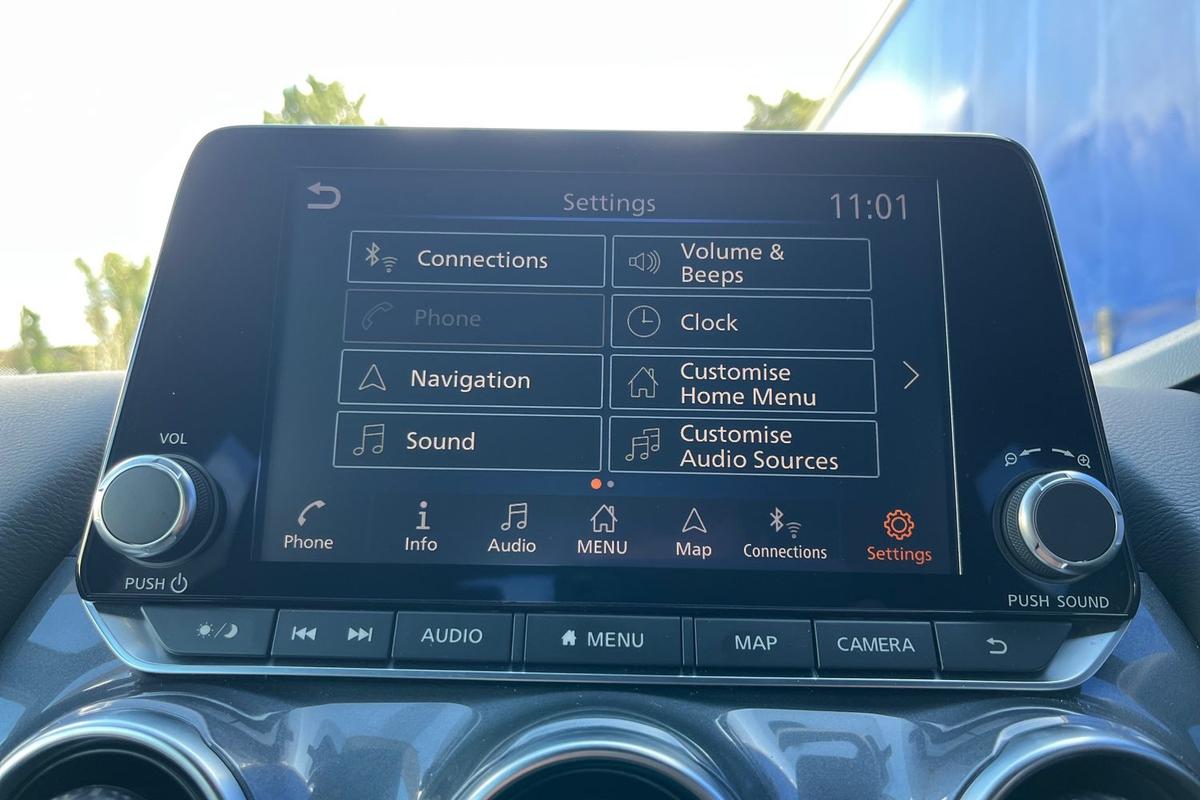 Settings
11:01
Connections
Volume &
Beeps
Phone
Clock
Navigation
Customise
Home Menu
Sound
Customise
Audio Sources
VOL
Phone
Info
Audio
MENU
Map
Connections
Settings
PUSH
PUSH SOUND
AUDIO
MENU
MAP
CAMERA